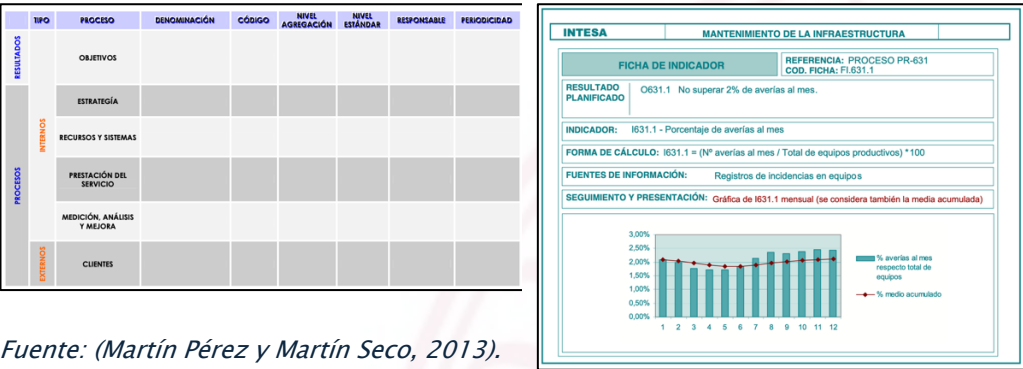 TIPO PROCESO DENOMINACIÓN CÓDIGO NIVEL AGREGACIÓN NIVEL ESTÁNDAR RESPONSABLE PERIODICIDAD
RESULTADOS
PROCESOS
INTERNOS
EXTERNOS
OBJETIVOS
ESTRATEGÍA
RECURSOS Y SISTEMAS
PRESTACIÓN DEL
SERVICIO
MEDICIÓN, ANÁLISIS
Y MEJORA
CLIENTES
Fuente: (Martín Pérez y Martín Seco, 2013).
INTESA MANTENIMIENTO DE LA INFRAESTRUCTURA
FICHA DE INDICADOR
REFERENCIA: PROCESO PR-631
COD. FICHA: FI.631.1
RESULTADO
PLANIFICADO
O631.1 No superar 2% de averías al mes.
INDICADOR: I631.1 - Porcentaje de averías al mes
FORMA DE CÁLCULO: I631.1 = (Nº averías al mes / Total de equipos productivos) *100
FUENTES DE INFORMACIÓN: Registros de incidencias en equipos
SEGUIMIENTO Y PRESENTACIÓN: Gráfica de I631.1 mensual (se considera también la media acumulada)
3,00%
2,50%
2,00%
1,50%
1,00%
0,50%
0,00%
1 2 3 4 5 6 7 8 9 10 11 12
% averías al mes
respecto total de
equipos
% medio acumulado